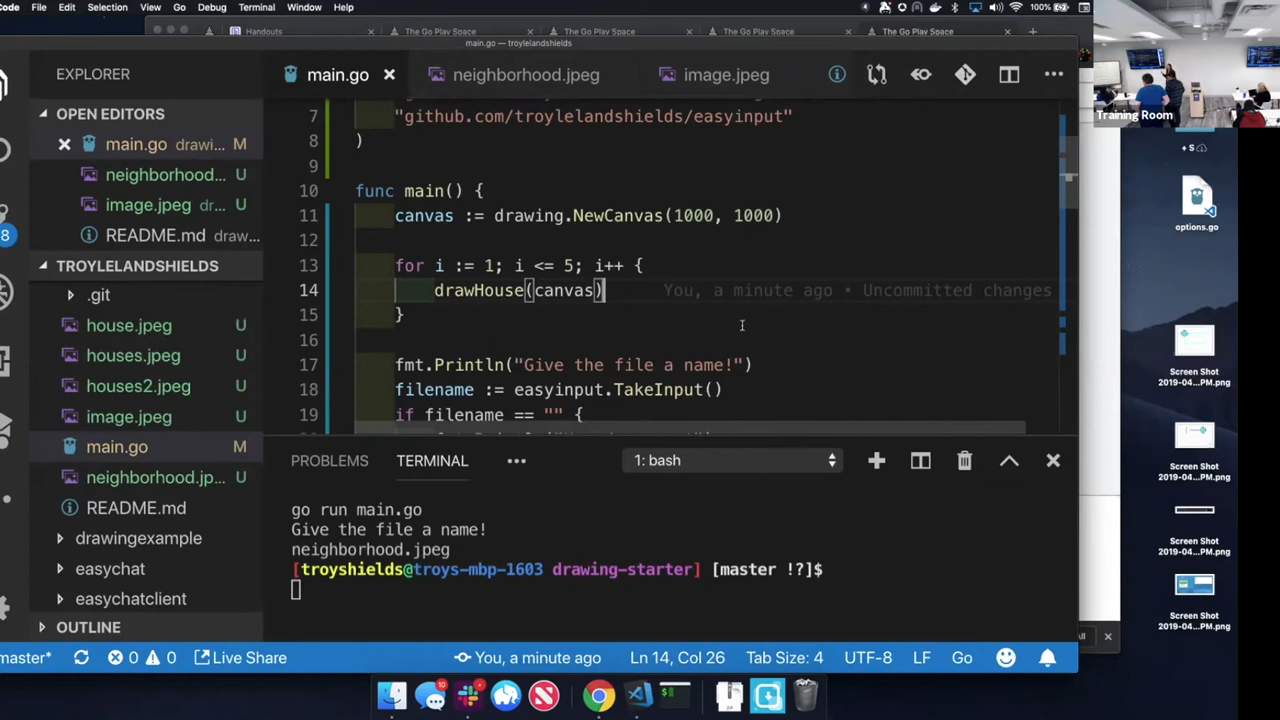 Code File Edit Selection View Go Debug Terminal Window Help 100%
Handouts The Go Play Space The Go Play Space The Go Play Space The Go Play Space
main.go — troylelandshields
EXPLORER
main.go neighborhood.jpeg image.jpeg
OPEN EDITORS
main.go drawi... M
neighborhood... U
image.jpeg dr... U
README.md draw...
8
TROYLELANDSHIELDS
.git
house.jpeg U
houses.jpeg U
houses2.jpeg U
image.jpeg U
main.go M
neighborhood.jp... U
README.md
drawingexample
easychat
easychatclient
OUTLINE
7 "github.com/troylelandshields/easyinput"
8 )
9
10 func main() {
11 canvas := drawing.NewCanvas(1000, 1000)
12
13 for i := 1; i <= 5; i++ {
14 drawHouse(canvas) You, a minute ago • Uncommitted changes
15 }
16
17 fmt.Println("Give the file a name!")
18 filename := easyinput.TakeInput()
19 if filename == "" {
PROBLEMS TERMINAL ••• 1: bash
go run main.go
Give the file a name!
neighborhood.jpeg
[troyshields@troys-mbp-1603 drawing-starter] [master !?]$
master* 0 0 Live Share You, a minute ago Ln 14, Col 26 Tab Size: 4 UTF-8 LF Go
10
Training Room
+ S
options.go
Screen Shot
2019-04...PM.png
Screen Shot
2019-04...PM.png
Screen Shot
2019-04...PM.png
Screen Shot
2019-04...PM.png
All